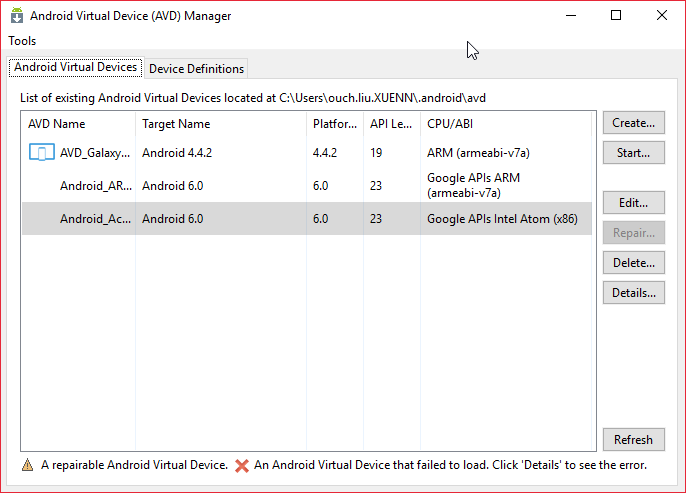 Android Virtual Device (AVD) Manager
Tools
Android Virtual Devices Device Definitions
List of existing Android Virtual Devices located at C:\Users\ouch.liu.XUENN\.android\avd
AVD Name Target Name Platfor... API Le... CPU/ABI
Create...
AVD_Galaxy... Android 4.4.2 4.4.2 19 ARM (armeabi-v7a)
Start...
Android_AR... Android 6.0 6.0 23 Google APIs ARM
(armeabi-v7a)
Edit...
Android_Ac... Android 6.0 6.0 23 Google APIs Intel Atom (x86)
Repair...
Delete...
Details...
Refresh
A repairable Android Virtual Device. An Android Virtual Device that failed to load. Click 'Details' to see the error.